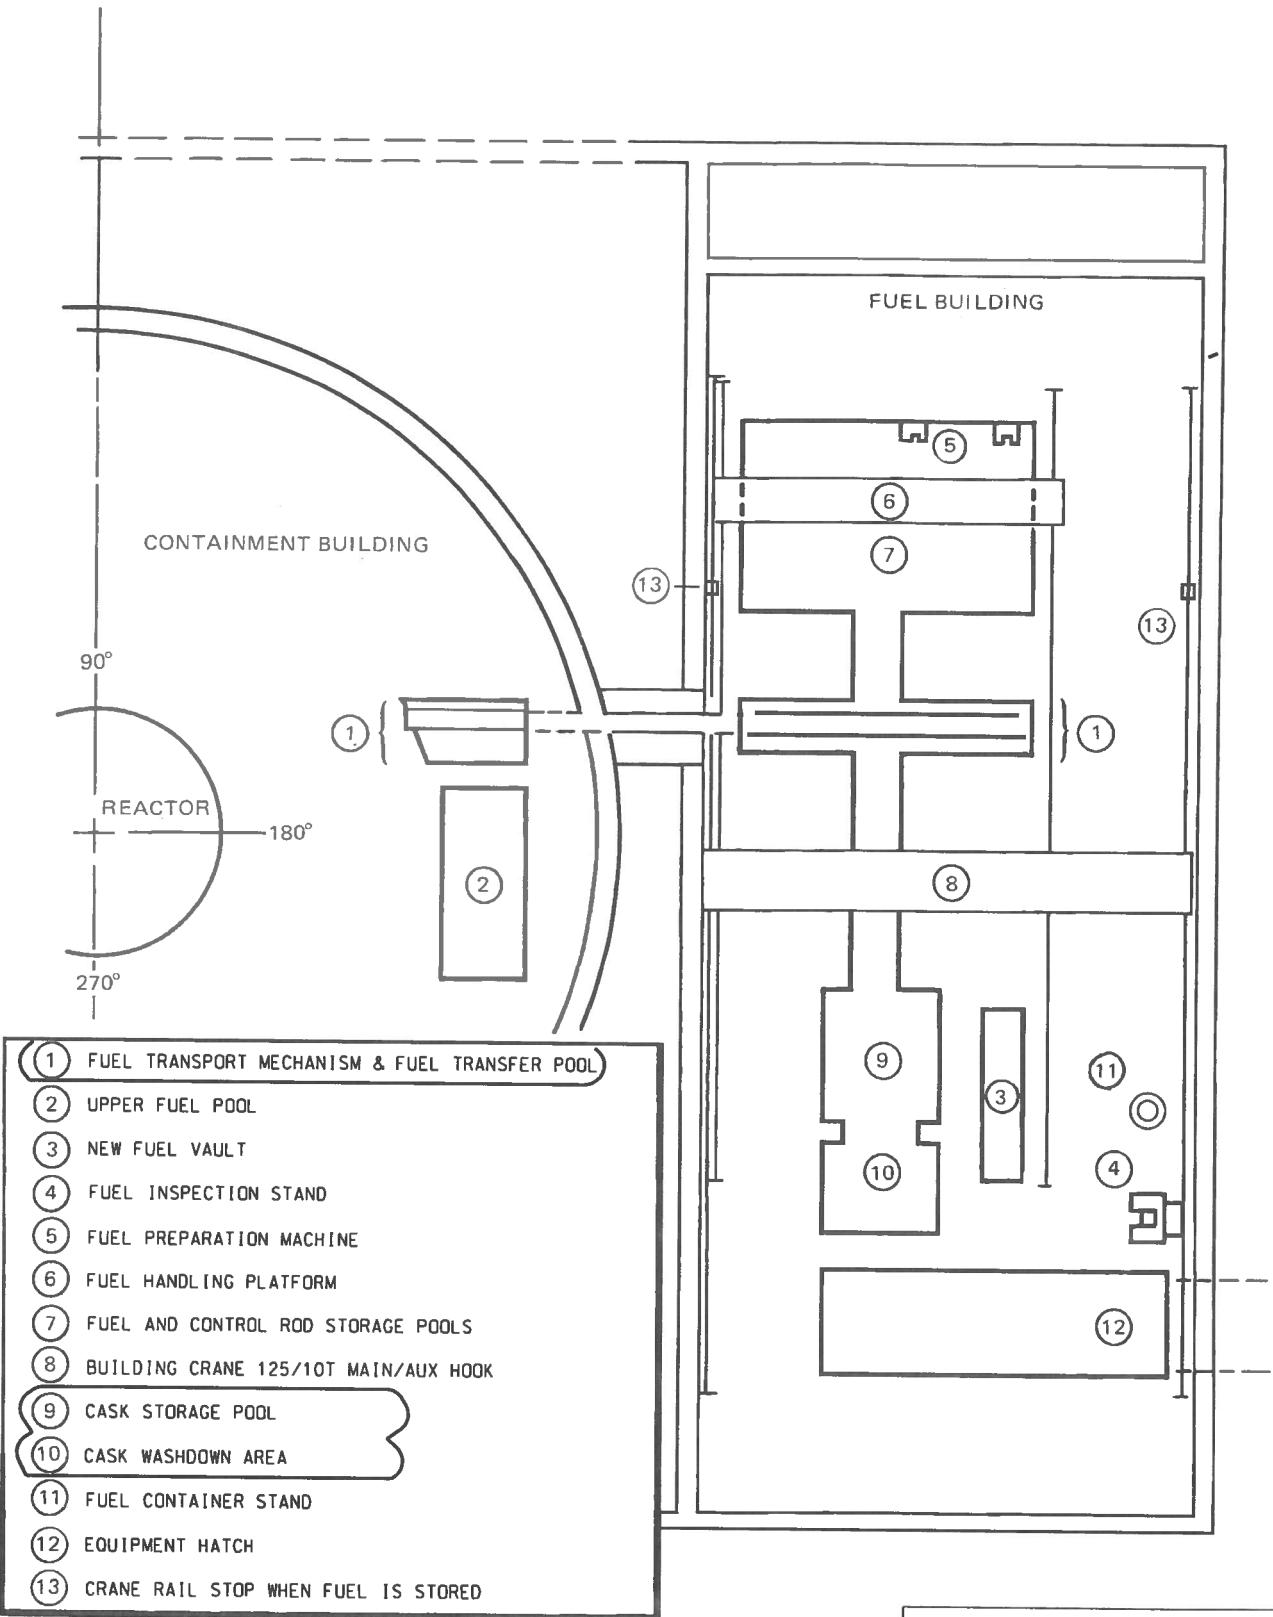 FUEL BUILDING
5
6
CONTAINMENT BUILDING
7
13
13
90°
1
1
REACTOR
180°
2
8
270°
9
11
3
10
4
12
1 FUEL TRANSPORT MECHANISM & FUEL TRANSFER POOL
2 UPPER FUEL POOL
3 NEW FUEL VAULT
4 FUEL INSPECTION STAND
5 FUEL PREPARATION MACHINE
6 FUEL HANDLING PLATFORM
7 FUEL AND CONTROL ROD STORAGE POOLS
8 BUILDING CRANE 125/10T MAIN/AUX HOOK
9 CASK STORAGE POOL
10 CASK WASHDOWN AREA
11 FUEL CONTAINER STAND
12 EQUIPMENT HATCH
13 CRANE RAIL STOP WHEN FUEL IS STORED